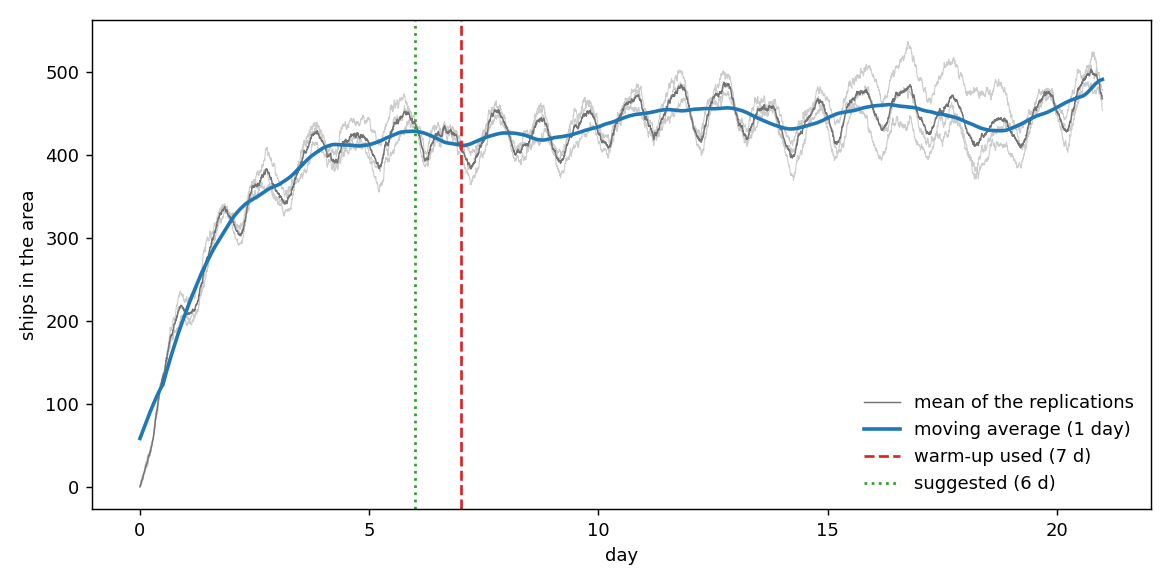 500
400
300
200
100
0
ships in the area
0 5 10 15 20
day
mean of the replications
moving average (1 day)
warm-up used (7 d)
suggested (6 d)